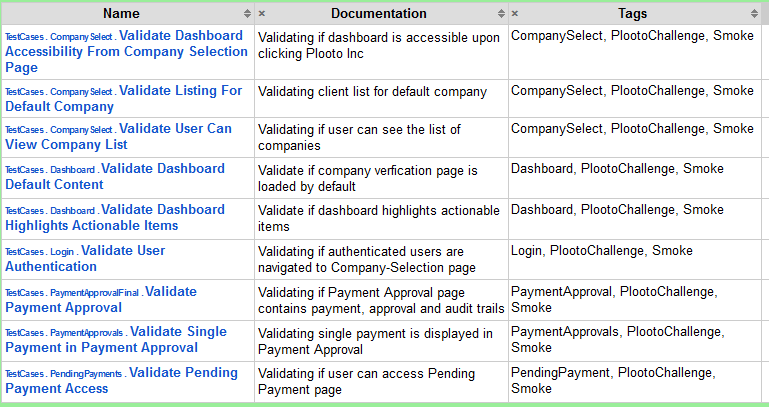 Name × Documentation × Tags
TestCases . CompanySelect . Validate Dashboard
Accessibility From Company Selection
Page
Validating if dashboard is accessible upon
clicking Plooto Inc
CompanySelect, PlootoChallenge, Smoke
TestCases . CompanySelect . Validate Listing For
Default Company
Validating client list for default company
CompanySelect, PlootoChallenge, Smoke
TestCases . CompanySelect . Validate User Can
View Company List
Validating if user can see the list of
companies
CompanySelect, PlootoChallenge, Smoke
TestCases . Dashboard . Validate Dashboard
Default Content
Validate if company verfication page is
loaded by default
Dashboard, PlootoChallenge, Smoke
TestCases . Dashboard . Validate Dashboard
Highlights Actionable Items
Validate if dashboard highlights actionable
items
Dashboard, PlootoChallenge, Smoke
TestCases . Login . Validate User
Authentication
Validating if authenticated users are
navigated to Company-Selection page
Login, PlootoChallenge, Smoke
TestCases . PaymentApprovalFinal . Validate
Payment Approval
Validating if Payment Approval page
contains payment, approval and audit trails
PaymentApproval, PlootoChallenge,
Smoke
TestCases . PaymentApprovals . Validate Single
Payment in Payment Approval
Validating single payment is displayed in
Payment Approval
PaymentApprovals, PlootoChallenge,
Smoke
TestCases . PendingPayments . Validate Pending
Payment Access
Validating if user can access Pending
Payment page
PendingPayment, PlootoChallenge,
Smoke